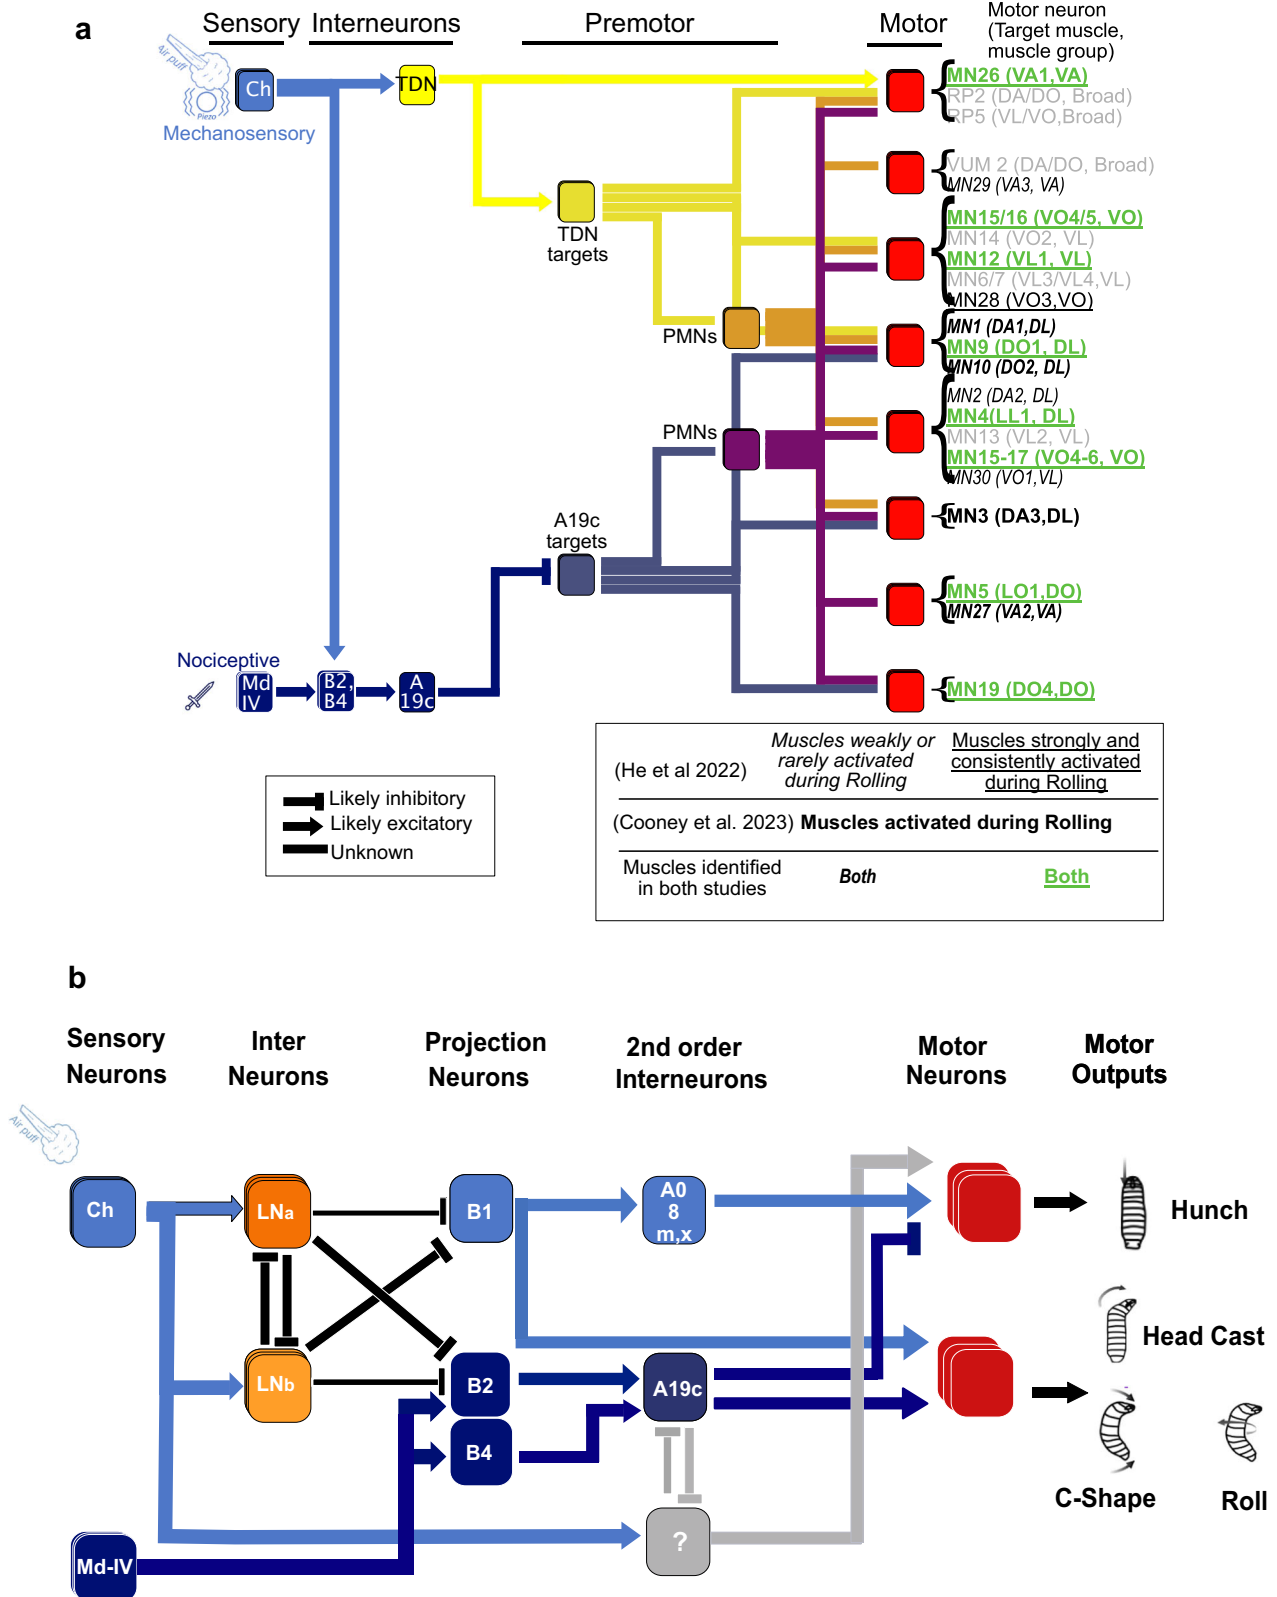 a
Sensory
Interneurons
Premotor
Motor
Motor neuron
(Target muscle,
muscle group)
Air puff
Piezo
Ch
Mechanosensory
TDN
TDN
targets
PMNs
PMNs
A19c
targets
Nociceptive
Md
IV
B2,
B4
A
19c
MN26 (VA1,VA)
RP2 (DA/DO, Broad)
RP5 (VL/VO,Broad)
VUM 2 (DA/DO, Broad)
MN29 (VA3, VA)
MN15/16 (VO4/5, VO)
MN14 (VO2, VL)
MN12 (VL1, VL)
MN6/7 (VL3/VL4,VL)
MN28 (VO3,VO)
MN1 (DA1,DL)
MN9 (DO1, DL)
MN10 (DO2, DL)
MN2 (DA2, DL)
MN4(LL1, DL)
MN13 (VL2, VL)
MN15-17 (VO4-6, VO)
MN30 (VO1,VL)
MN3 (DA3,DL)
MN5 (LO1,DO)
MN27 (VA2,VA)
MN19 (DO4,DO)
Likely inhibitory
Likely excitatory
Unknown
(He et al 2022)
Muscles weakly or
rarely activated
during Rolling
Muscles strongly and
consistently activated
during Rolling
(Cooney et al. 2023) Muscles activated during Rolling
Muscles identified
in both studies
Both
Both
b
Sensory
Neurons
Inter
Neurons
Projection
Neurons
2nd order
Interneurons
Motor
Neurons
Motor
Outputs
Air puff
Ch
LNa
B1
A0
8
m,x
Hunch
Head Cast
LNb
B2
A19c
B4
C-Shape
Roll
?
Md-IV